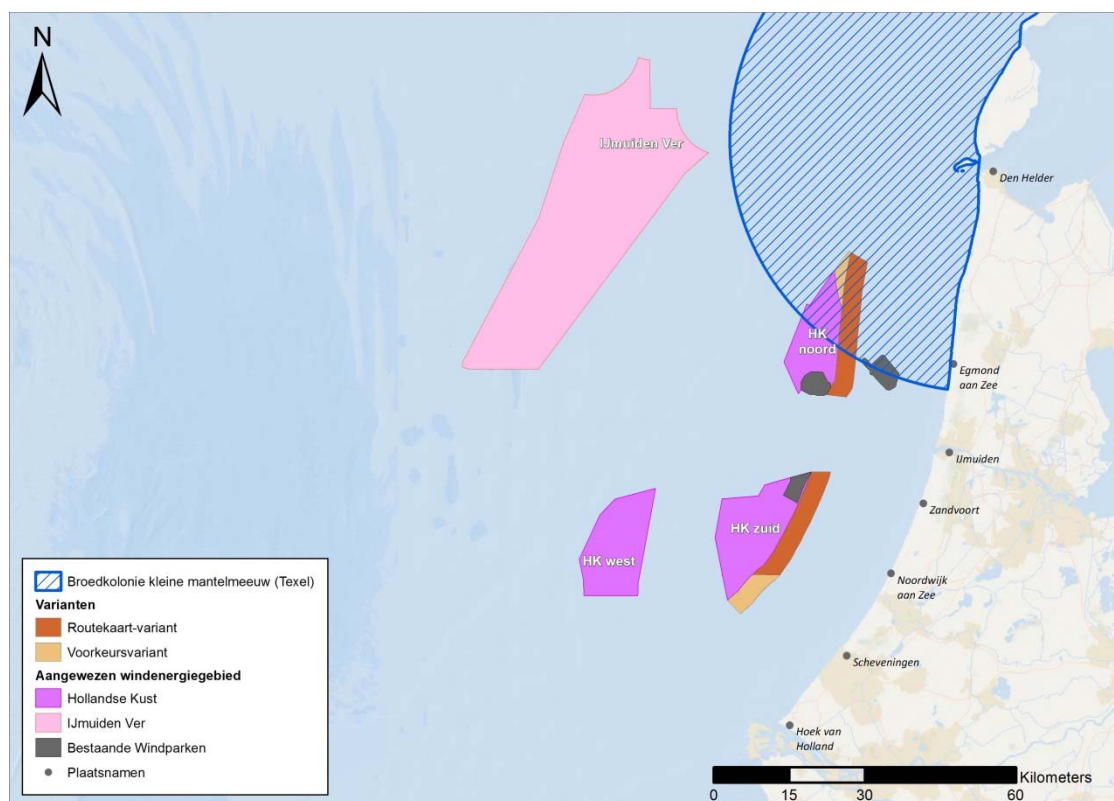 N
IJmuiden Ver
Den Helder
HK
noord
Egmond
aan Zee
IJmuiden
Zandvoort
HK zuid
HK west
Noordwijk
aan Zee
Scheveningen
Hoek van
Holland
Broedkolonie kleine mantelmeeuw (Texel)
Varianten
Routekaart-variant
Voorkeursvariant
Aangewezen windenergiegebied
Hollandse Kust
IJmuiden Ver
Bestaande Windparken
Plaatsnamen
Kilometers
0 15 30 60